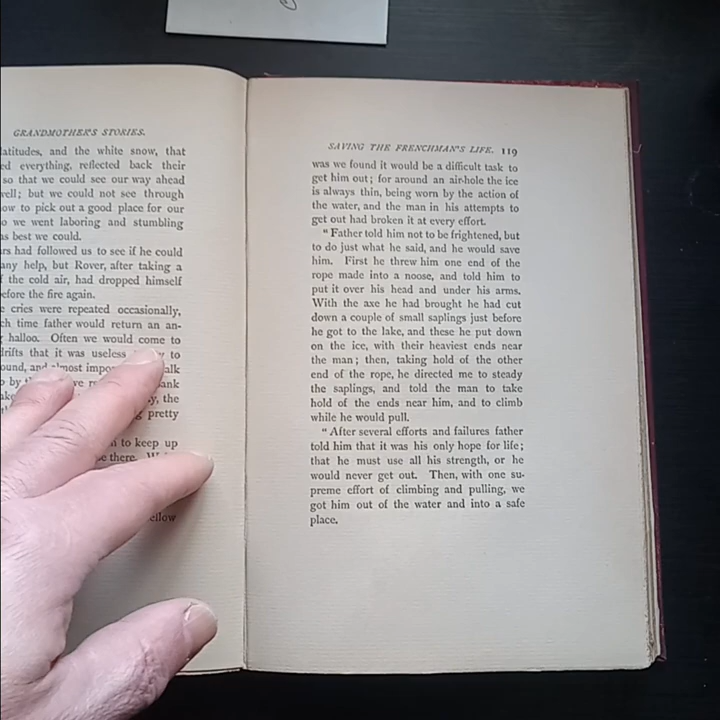 GRANDMOTHER'S STORIES.
latitudes, and the white snow, that
everything, reflected back their
so that we could see our way ahead
well; but we could not see through
to pick out a good place for our
we went laboring and stumbling
as best we could.
had followed us to see if he could
any help, but Rover, after taking a
the cold air, had dropped himself
before the fire again.
cries were repeated occasionally,
time father would return an an-
halloo. Often we would come to
drifts that it was useless to
and
by
the
pretty
to keep up
there.
SAVING THE FRENCHMAN'S LIFE. 119
was we found it would be a difficult task to
get him out; for around an air-hole the ice
is always thin, being worn by the action of
the water, and the man in his attempts to
get out had broken it at every effort.
"Father told him not to be frightened, but
to do just what he said, and he would save
him. First he threw him one end of the
rope made into a noose, and told him to
put it over his head and under his arms.
With the axe he had brought he had cut
down a couple of small saplings just before
he got to the lake, and these he put down
on the ice, with their heaviest ends near
the man; then, taking hold of the other
end of the rope, he directed me to steady
the saplings, and told the man to take
hold of the ends near him, and to climb
while he would pull.
"After several efforts and failures father
told him that it was his only hope for life;
that he must use all his strength, or he
would never get out. Then, with one su-
preme effort of climbing and pulling, we
got him out of the water and into a safe
place.